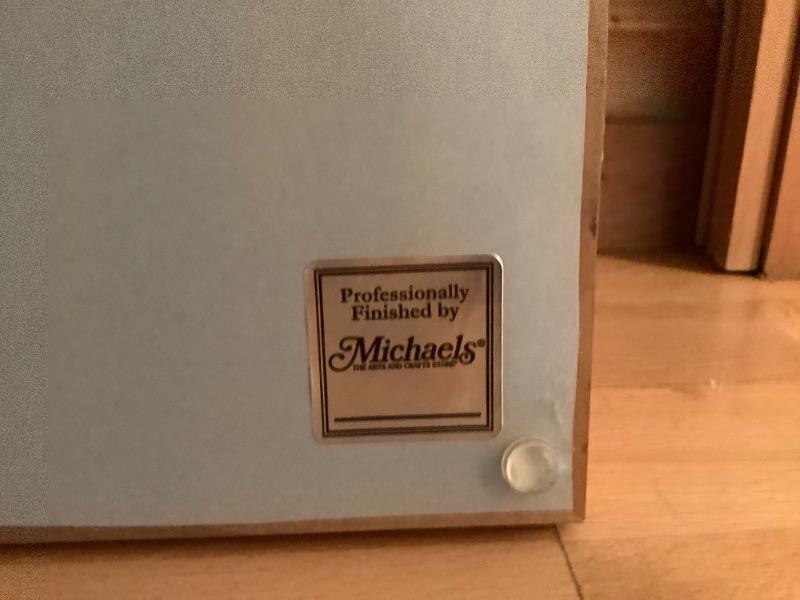 Professionally
Finished by
Michaels®
THE ARTS AND CRAFTS STORE®